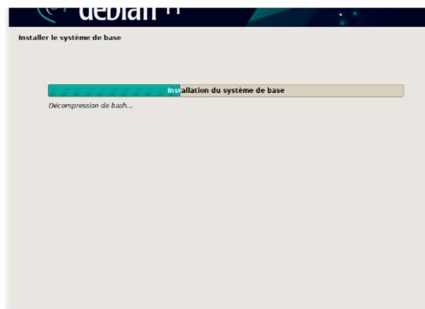 debian 11
Installer le système de base
Installation du système de base
Décompression de bash...